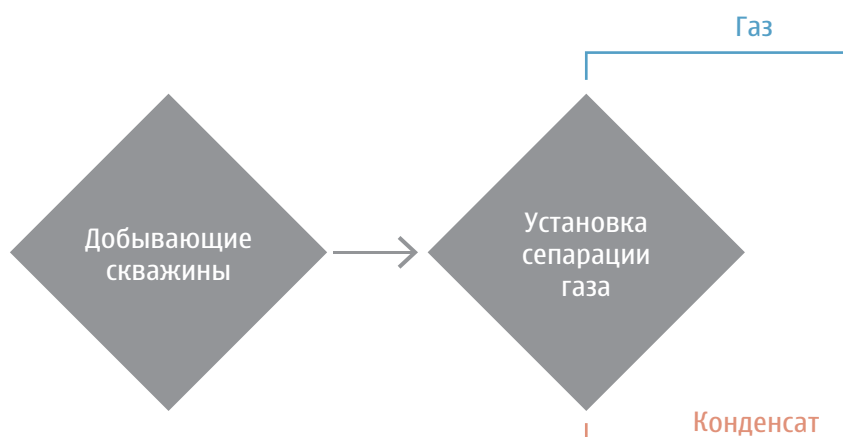 Газ
Добывающие
скважины
Установка
сепарации
газа
Конденсат